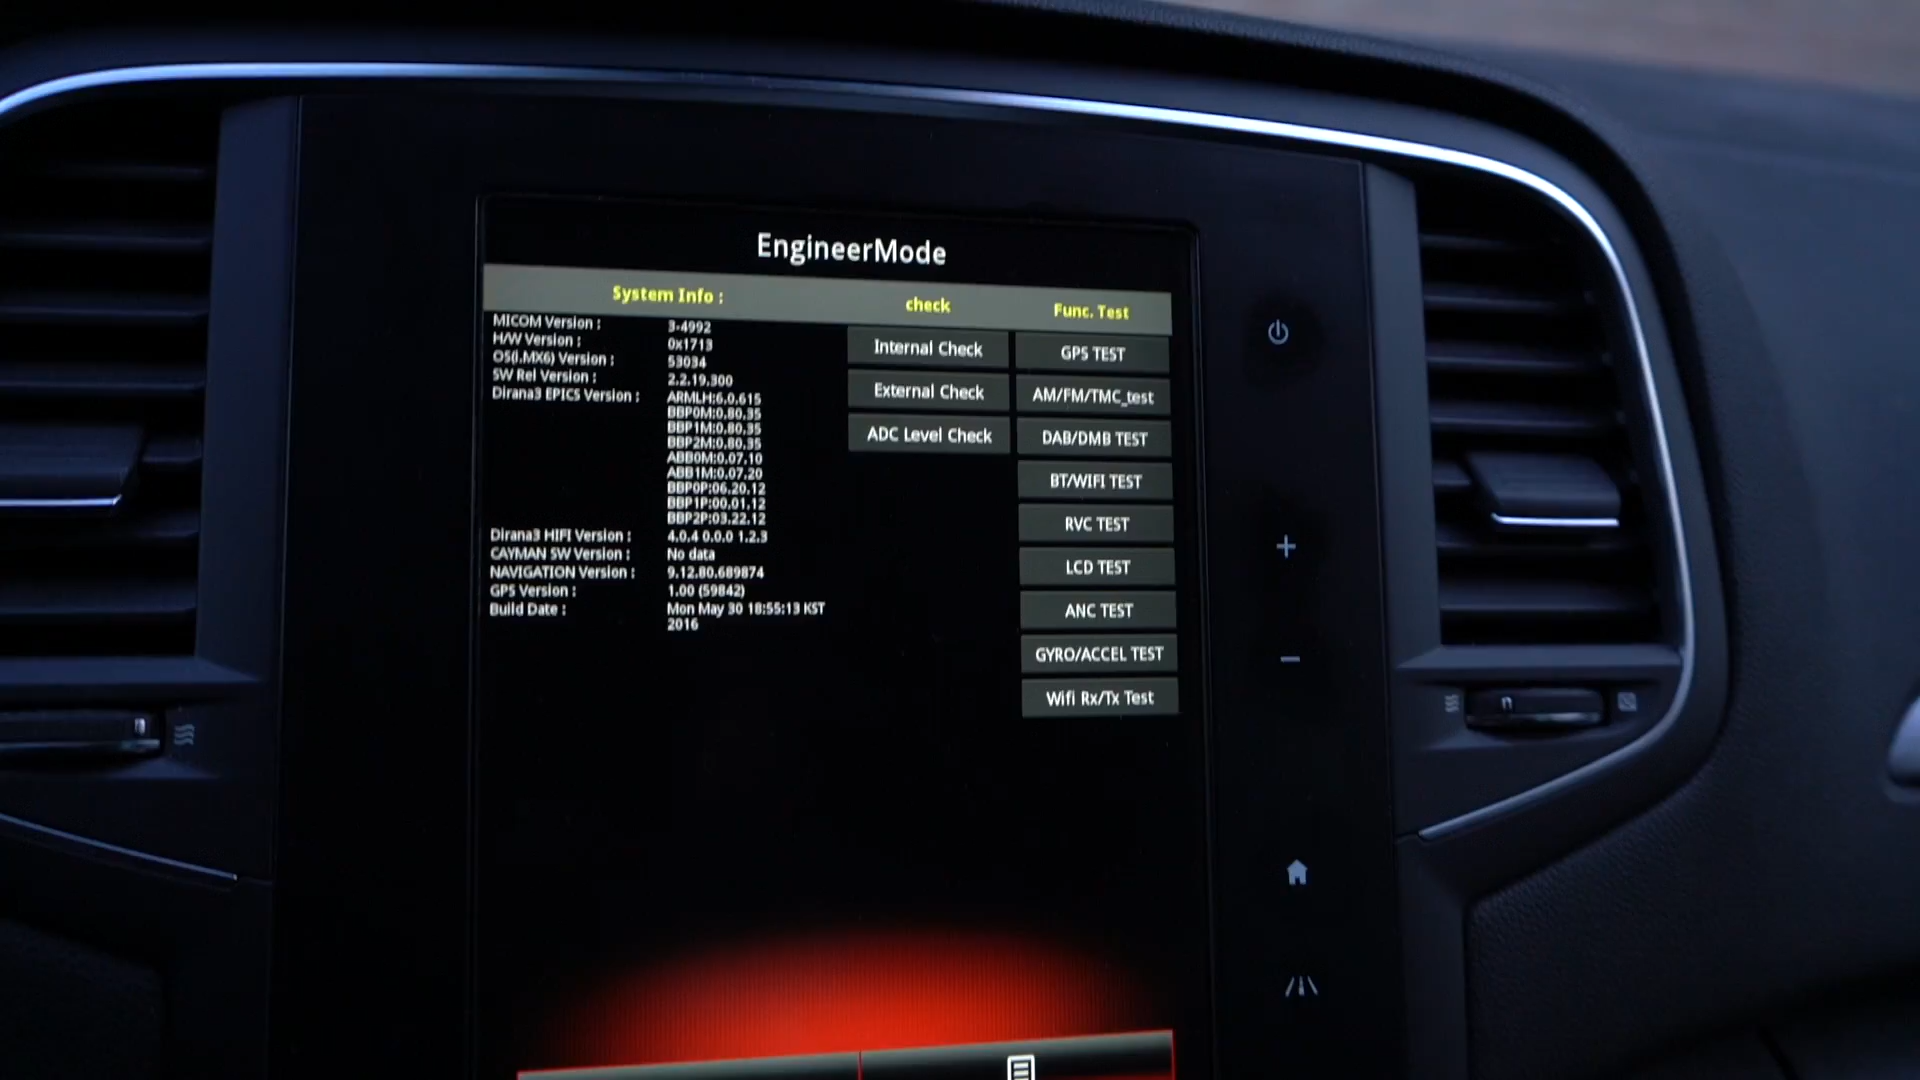 EngineerMode
System Info :
check
Func. Test
MICOM Version : 3-4992
H/W Version : 0x1713
OS(i.MX6) Version : 53034
SW Rel Version : 2.2.19.300
Dirana3 EPICS Version : ARMLH:6.0.615
BBP0M:0.80.35
BBP1M:0.80.35
BBP2M:0.80.35
ABB0M:0.07.10
ABB1M:0.07.20
BBP0P:06.20.12
BBP1P:00.01.12
BBP2P:03.22.12
Dirana3 HIFI Version : 4.0.4 0.0.0 1.2.3
CAYMAN SW Version : No data
NAVIGATION Version : 9.12.80.689874
GPS Version : 1.00 (59842)
Build Date : Mon May 30 18:55:13 KST
2016
Internal Check
External Check
ADC Level Check
GPS TEST
AM/FM/TMC_test
DAB/DMB TEST
BT/WIFI TEST
RVC TEST
LCD TEST
ANC TEST
GYRO/ACCEL TEST
Wifi Rx/Tx Test